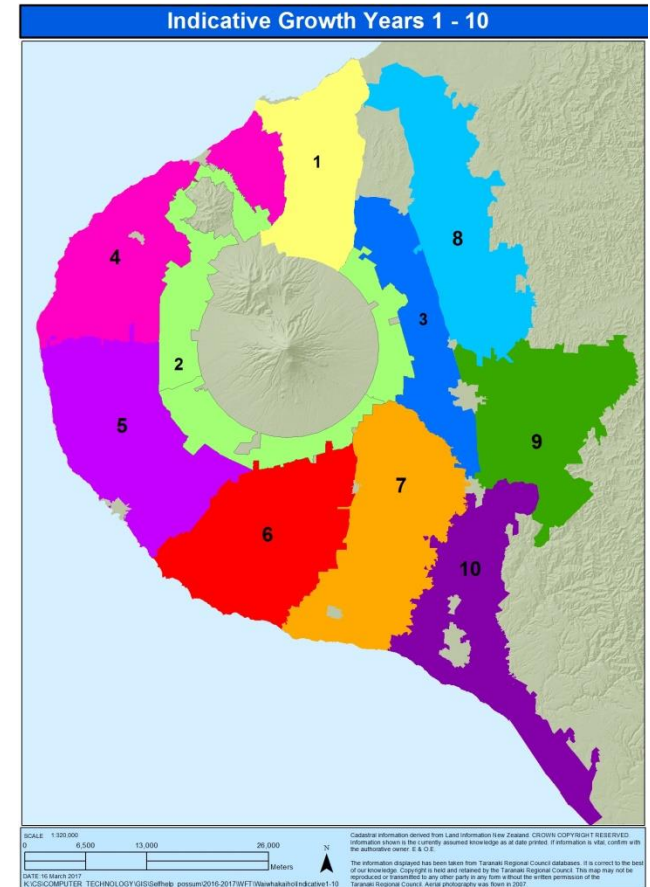 Indicative Growth Years 1 - 10
1
8
4
3
2
5
9
7
6
10
SCALE 1:320,000
0 6,500 13,000 26,000
Meters
N
DATE:16 March 2017
Cadastral information derived from Land Information New Zealand. CROWN COPYRIGHT RESERVED
Information shown is the currently assumed knowledge as at date printed. If information is vital, confirm with
the authoritative owner. E & O.E.
The information displayed has been taken from Taranaki Regional Council databases. It is correct to the best
of our knowledge. Copyright is held and retained by the Taranaki Regional Council. This map may not be
reproduced or transmitted to any other party in any form without the written permission of the
Taranaki Regional Council. Aerial photography was flown in 2007.